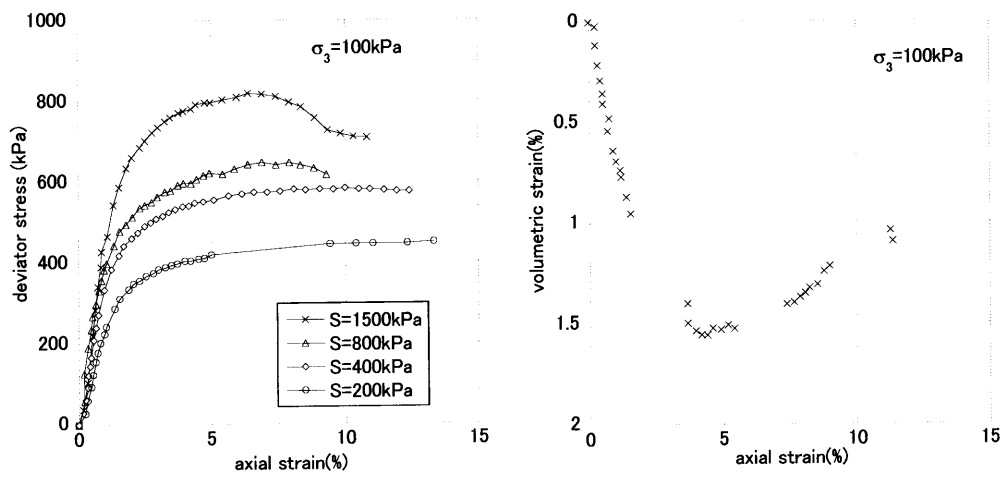 1000
800
600
400
200
0
deviator stress (kPa)
σ3=100kPa
S=1500kPa
S=800kPa
S=400kPa
S=200kPa
0
5
10
15
axial strain(%)
0
0.5
1
1.5
2
volumetric strain(%)
σ3=100kPa
0
5
10
15
axial strain(%)